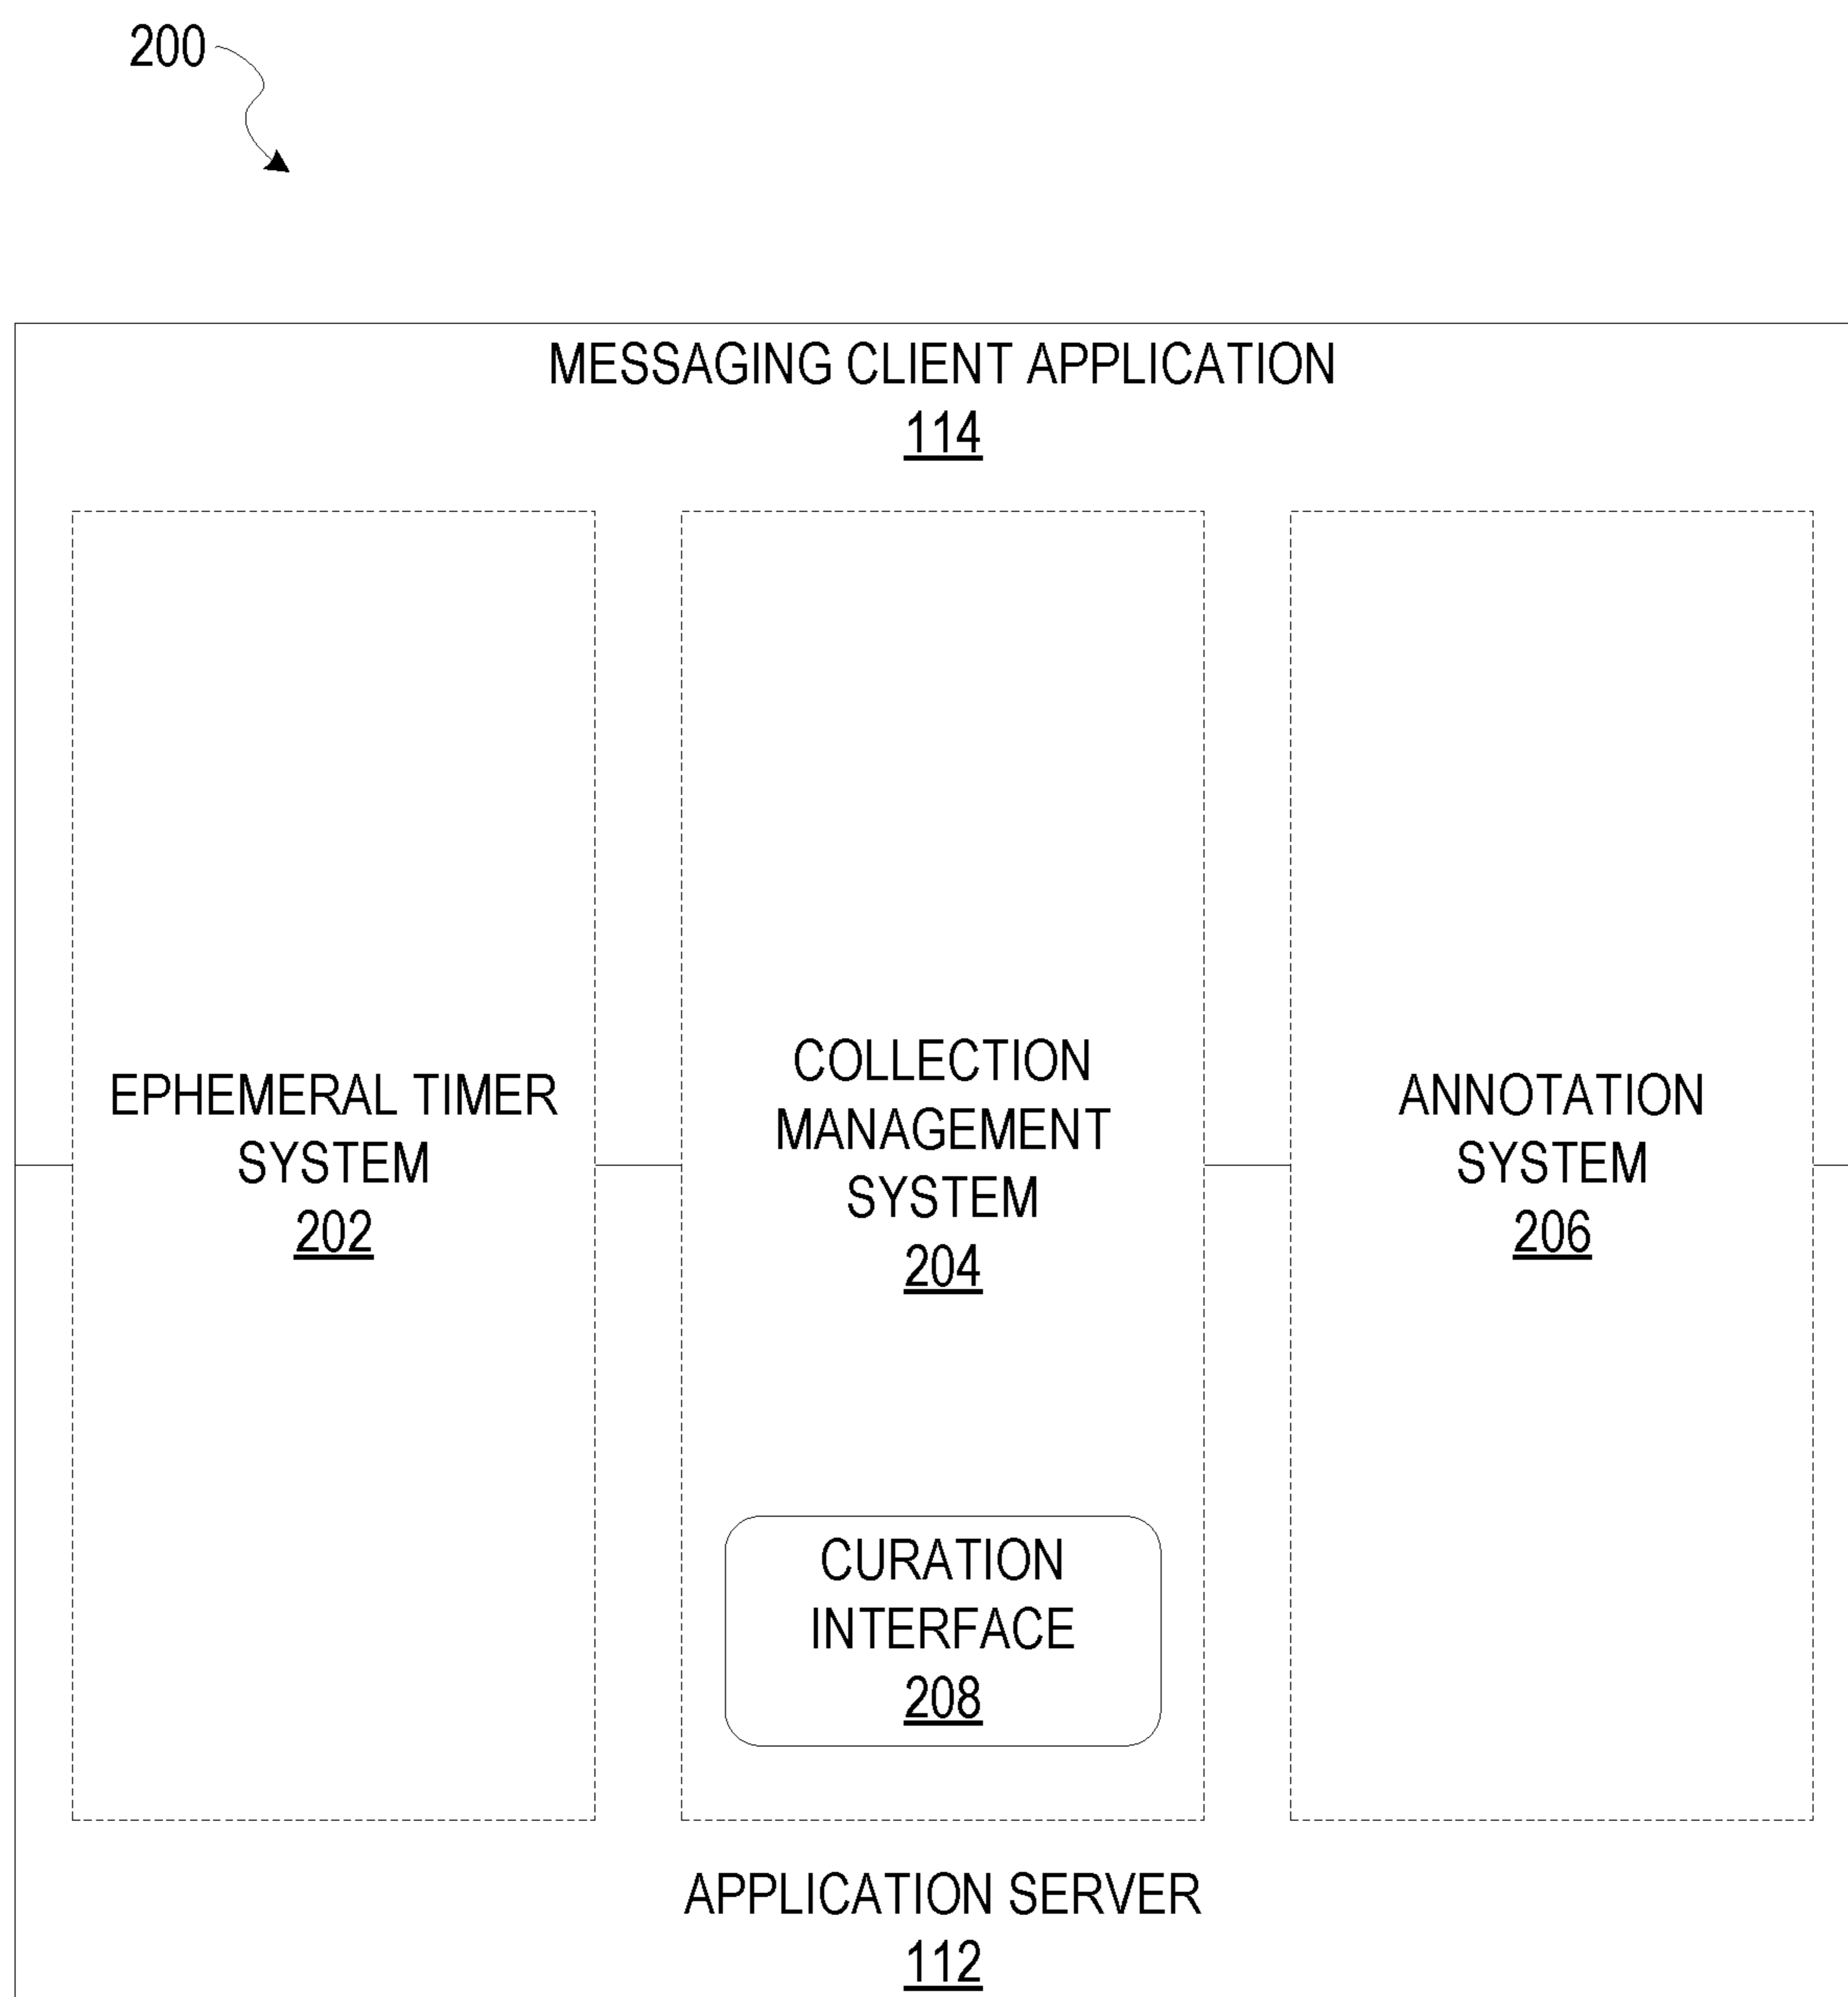 200
MESSAGING CLIENT APPLICATION
114
EPHEMERAL TIMER
SYSTEM
202
COLLECTION
MANAGEMENT
SYSTEM
204
ANNOTATION
SYSTEM
206
CURATION
INTERFACE
208
APPLICATION SERVER
112